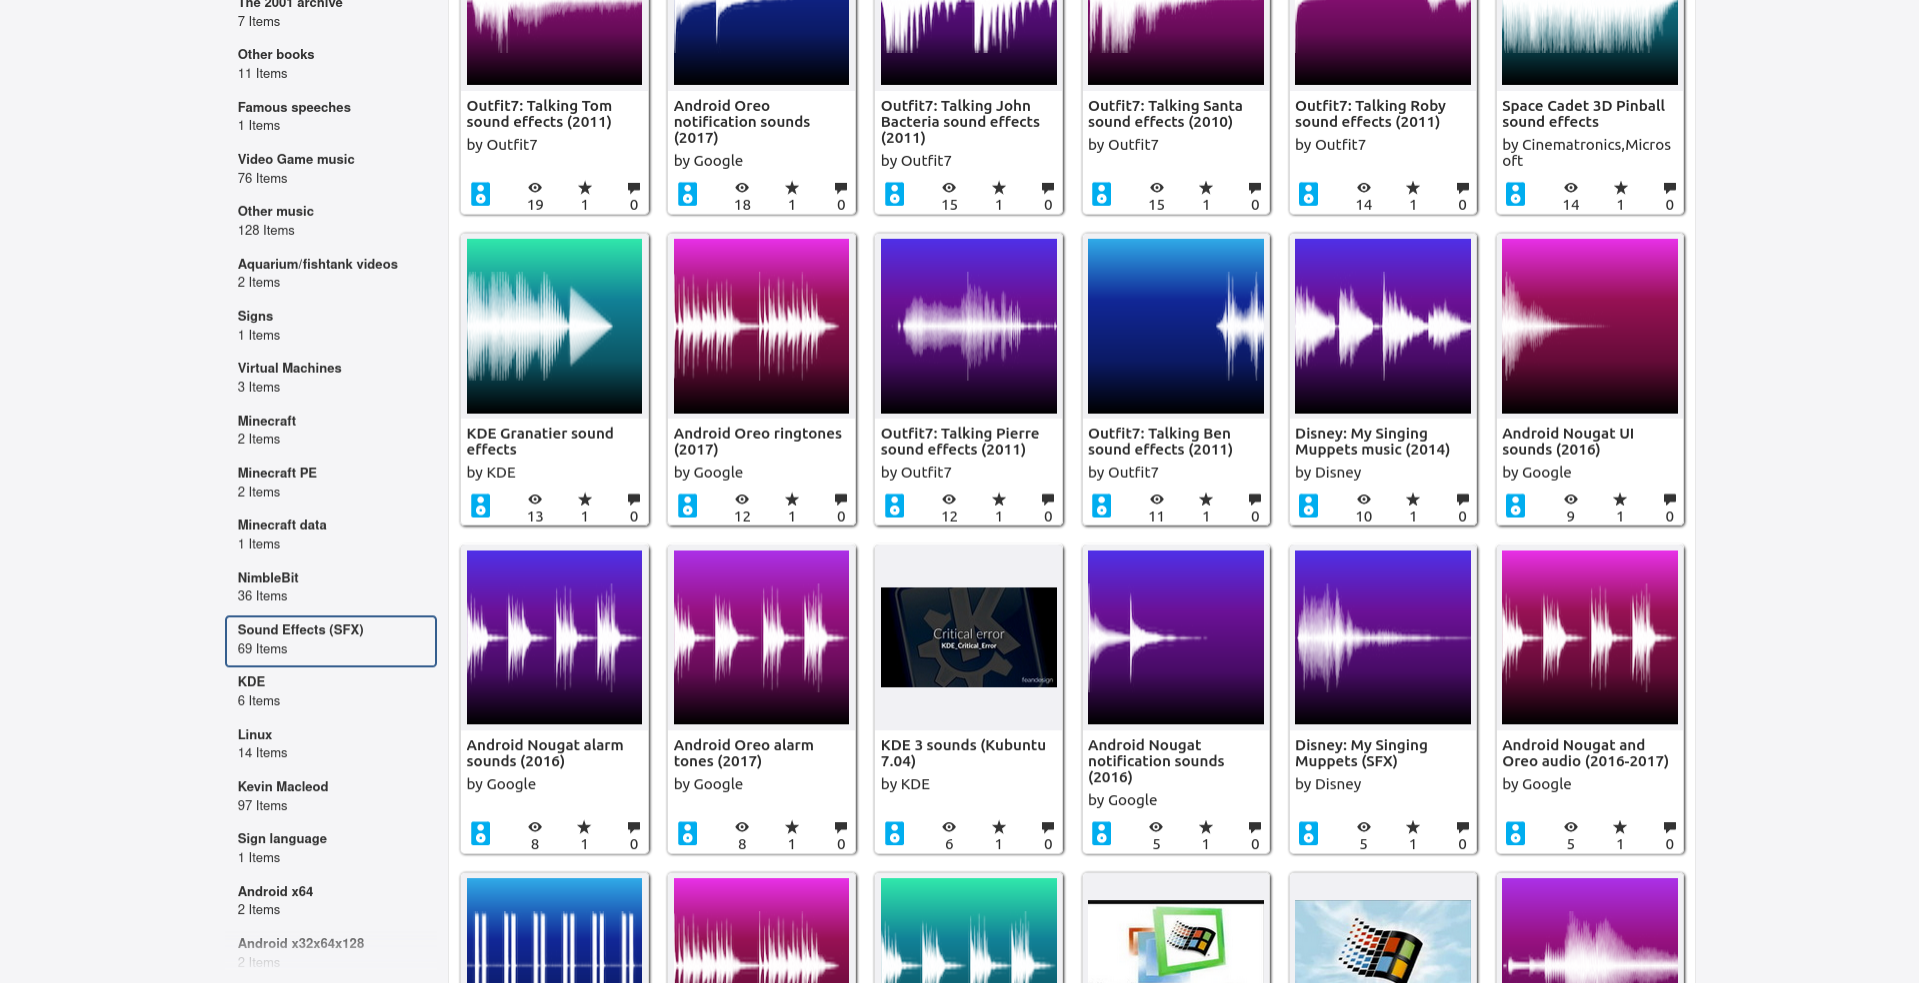 The 2001 archive
7 Items
Other books
11 Items
Famous speeches
1 Items
Video Game music
76 Items
Other music
128 Items
Aquarium/fishtank videos
2 Items
Signs
1 Items
Virtual Machines
3 Items
Minecraft
2 Items
Minecraft PE
2 Items
Minecraft data
1 Items
NimbleBit
36 Items
Sound Effects (SFX)
69 Items
KDE
6 Items
Linux
14 Items
Kevin Macleod
97 Items
Sign language
1 Items
Android x64
2 Items
Android x32x64x128
2 Items
Outfit7: Talking Tom
sound effects (2011)
by Outfit7
19 1 0
Android Oreo
notification sounds
(2017)
by Google
18 1 0
Outfit7: Talking John
Bacteria sound effects
(2011)
by Outfit7
15 1 0
Outfit7: Talking Santa
sound effects (2010)
by Outfit7
15 1 0
Outfit7: Talking Roby
sound effects (2011)
by Outfit7
14 1 0
Space Cadet 3D Pinball
sound effects
by Cinematronics,Micros
oft
14 1 0
KDE Granatier sound
effects
by KDE
13 1 0
Android Oreo ringtones
(2017)
by Google
12 1 0
Outfit7: Talking Pierre
sound effects (2011)
by Outfit7
12 1 0
Outfit7: Talking Ben
sound effects (2011)
by Outfit7
11 1 0
Disney: My Singing
Muppets music (2014)
by Disney
10 1 0
Android Nougat UI
sounds (2016)
by Google
9 1 0
Android Nougat alarm
sounds (2016)
by Google
8 1 0
Android Oreo alarm
tones (2017)
by Google
8 1 0
Critical error
KDE_Critical_Error
feandesign
KDE 3 sounds (Kubuntu
7.04)
by KDE
6 1 0
Android Nougat
notification sounds
(2016)
by Google
5 1 0
Disney: My Singing
Muppets (SFX)
by Disney
5 1 0
Android Nougat and
Oreo audio (2016-2017)
by Google
5 1 0